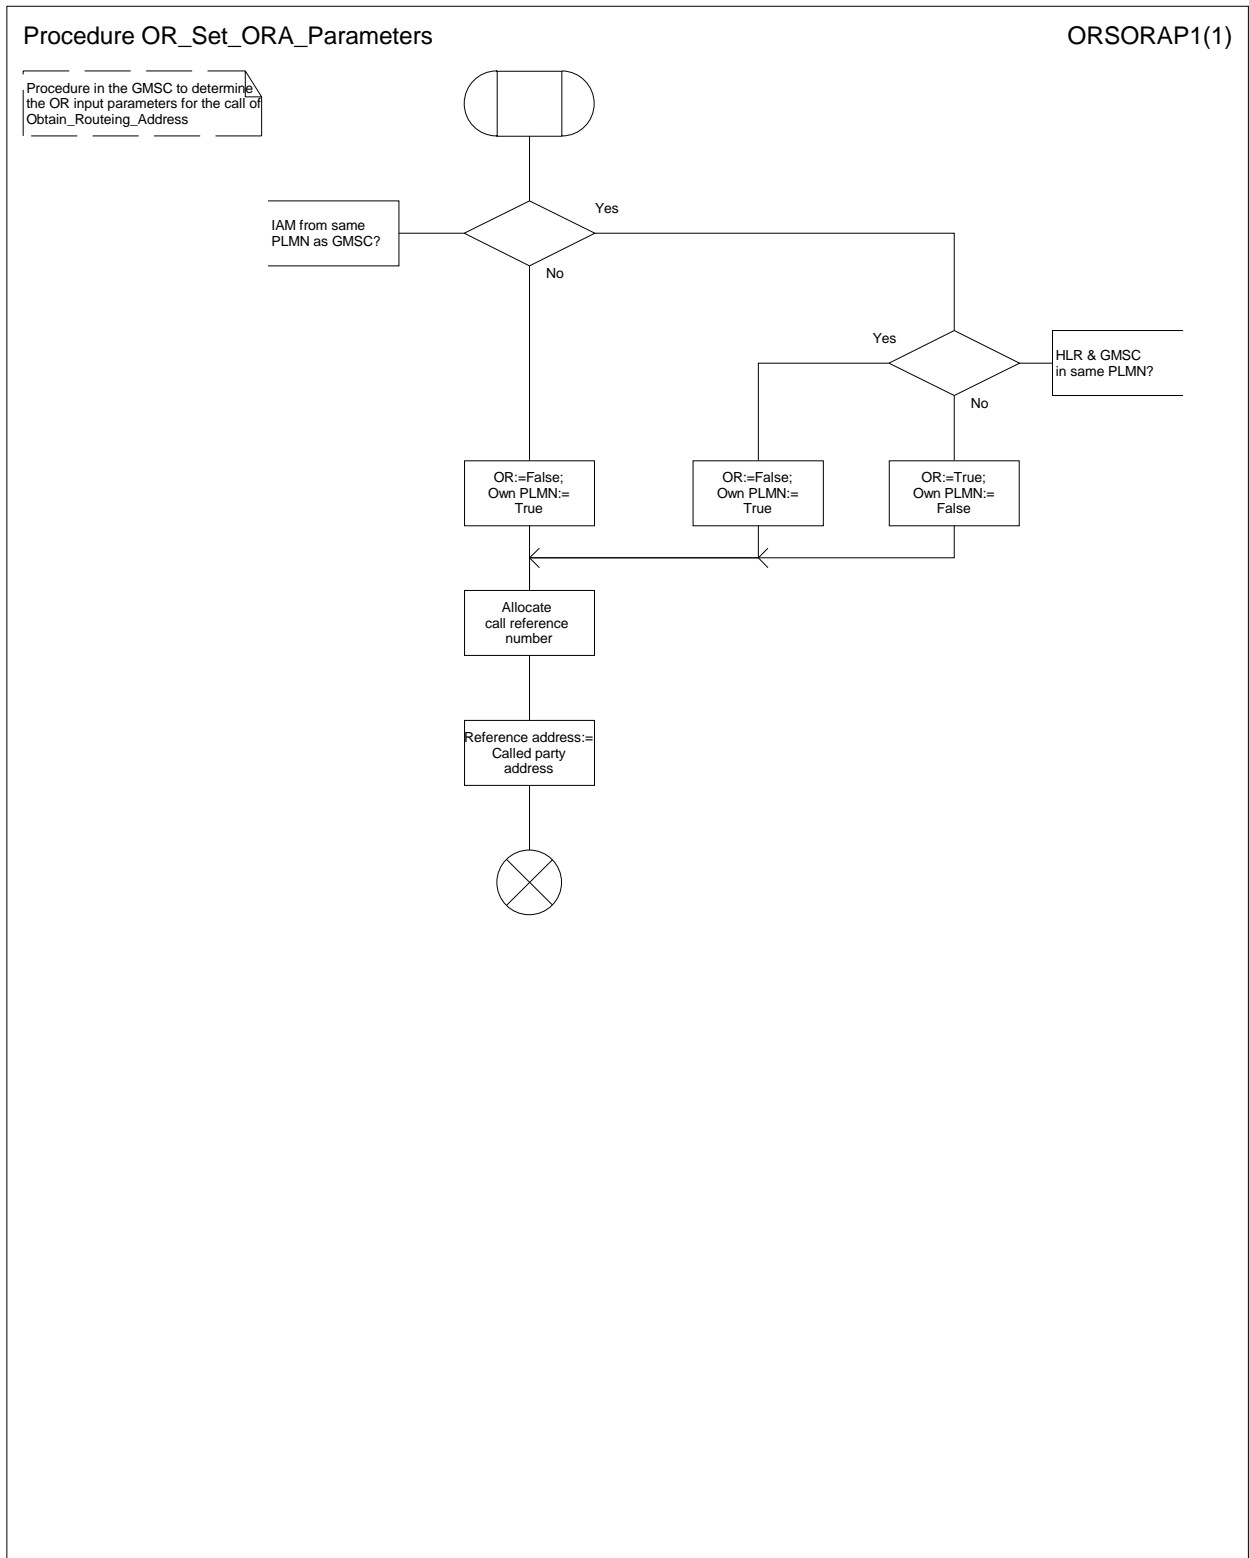 Procedure OR_Set_ORA_Parameters
ORSORAP1(1)
Procedure in the GMSC to determine
the OR input parameters for the call of
Obtain_Routeing_Address
IAM from same
PLMN as GMSC?
Yes
No
Yes
HLR & GMSC
in same PLMN?
No
OR:=False;
Own PLMN:=
True
OR:=False;
Own PLMN:=
True
OR:=True;
Own PLMN:=
False
Allocate
call reference
number
Reference address:=
Called party
address